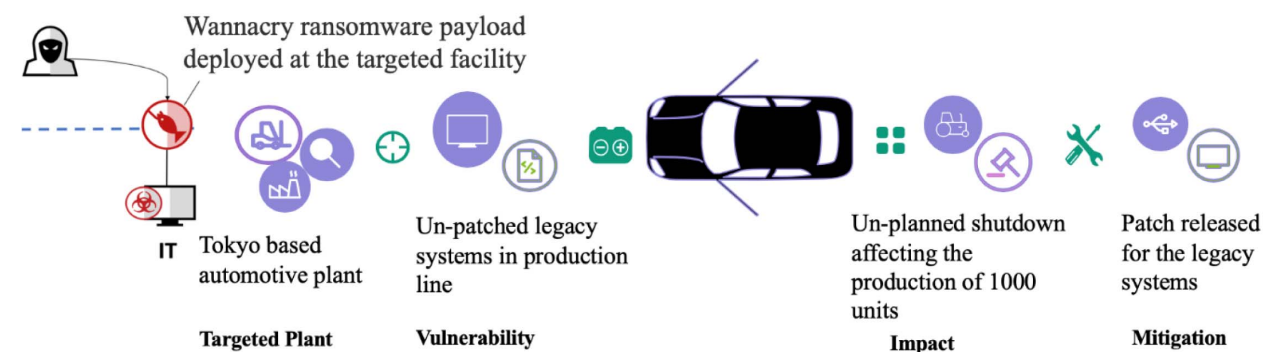 Wannacry ransomware payload
deployed at the targeted facility
IT
Tokyo based
automotive plant
Targeted Plant
Un-patched legacy
systems in production
line
Vulnerability
Un-planned shutdown
affecting the
production of 1000
units
Impact
Patch released
for the legacy
systems
Mitigation